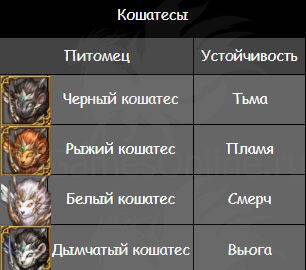 Кошатесы
Питомец Устойчивость
Черный кошатес Тьма
Рыжий кошатес Пламя
Белый кошатес Смерч
Дымчатый кошатес Вьюга